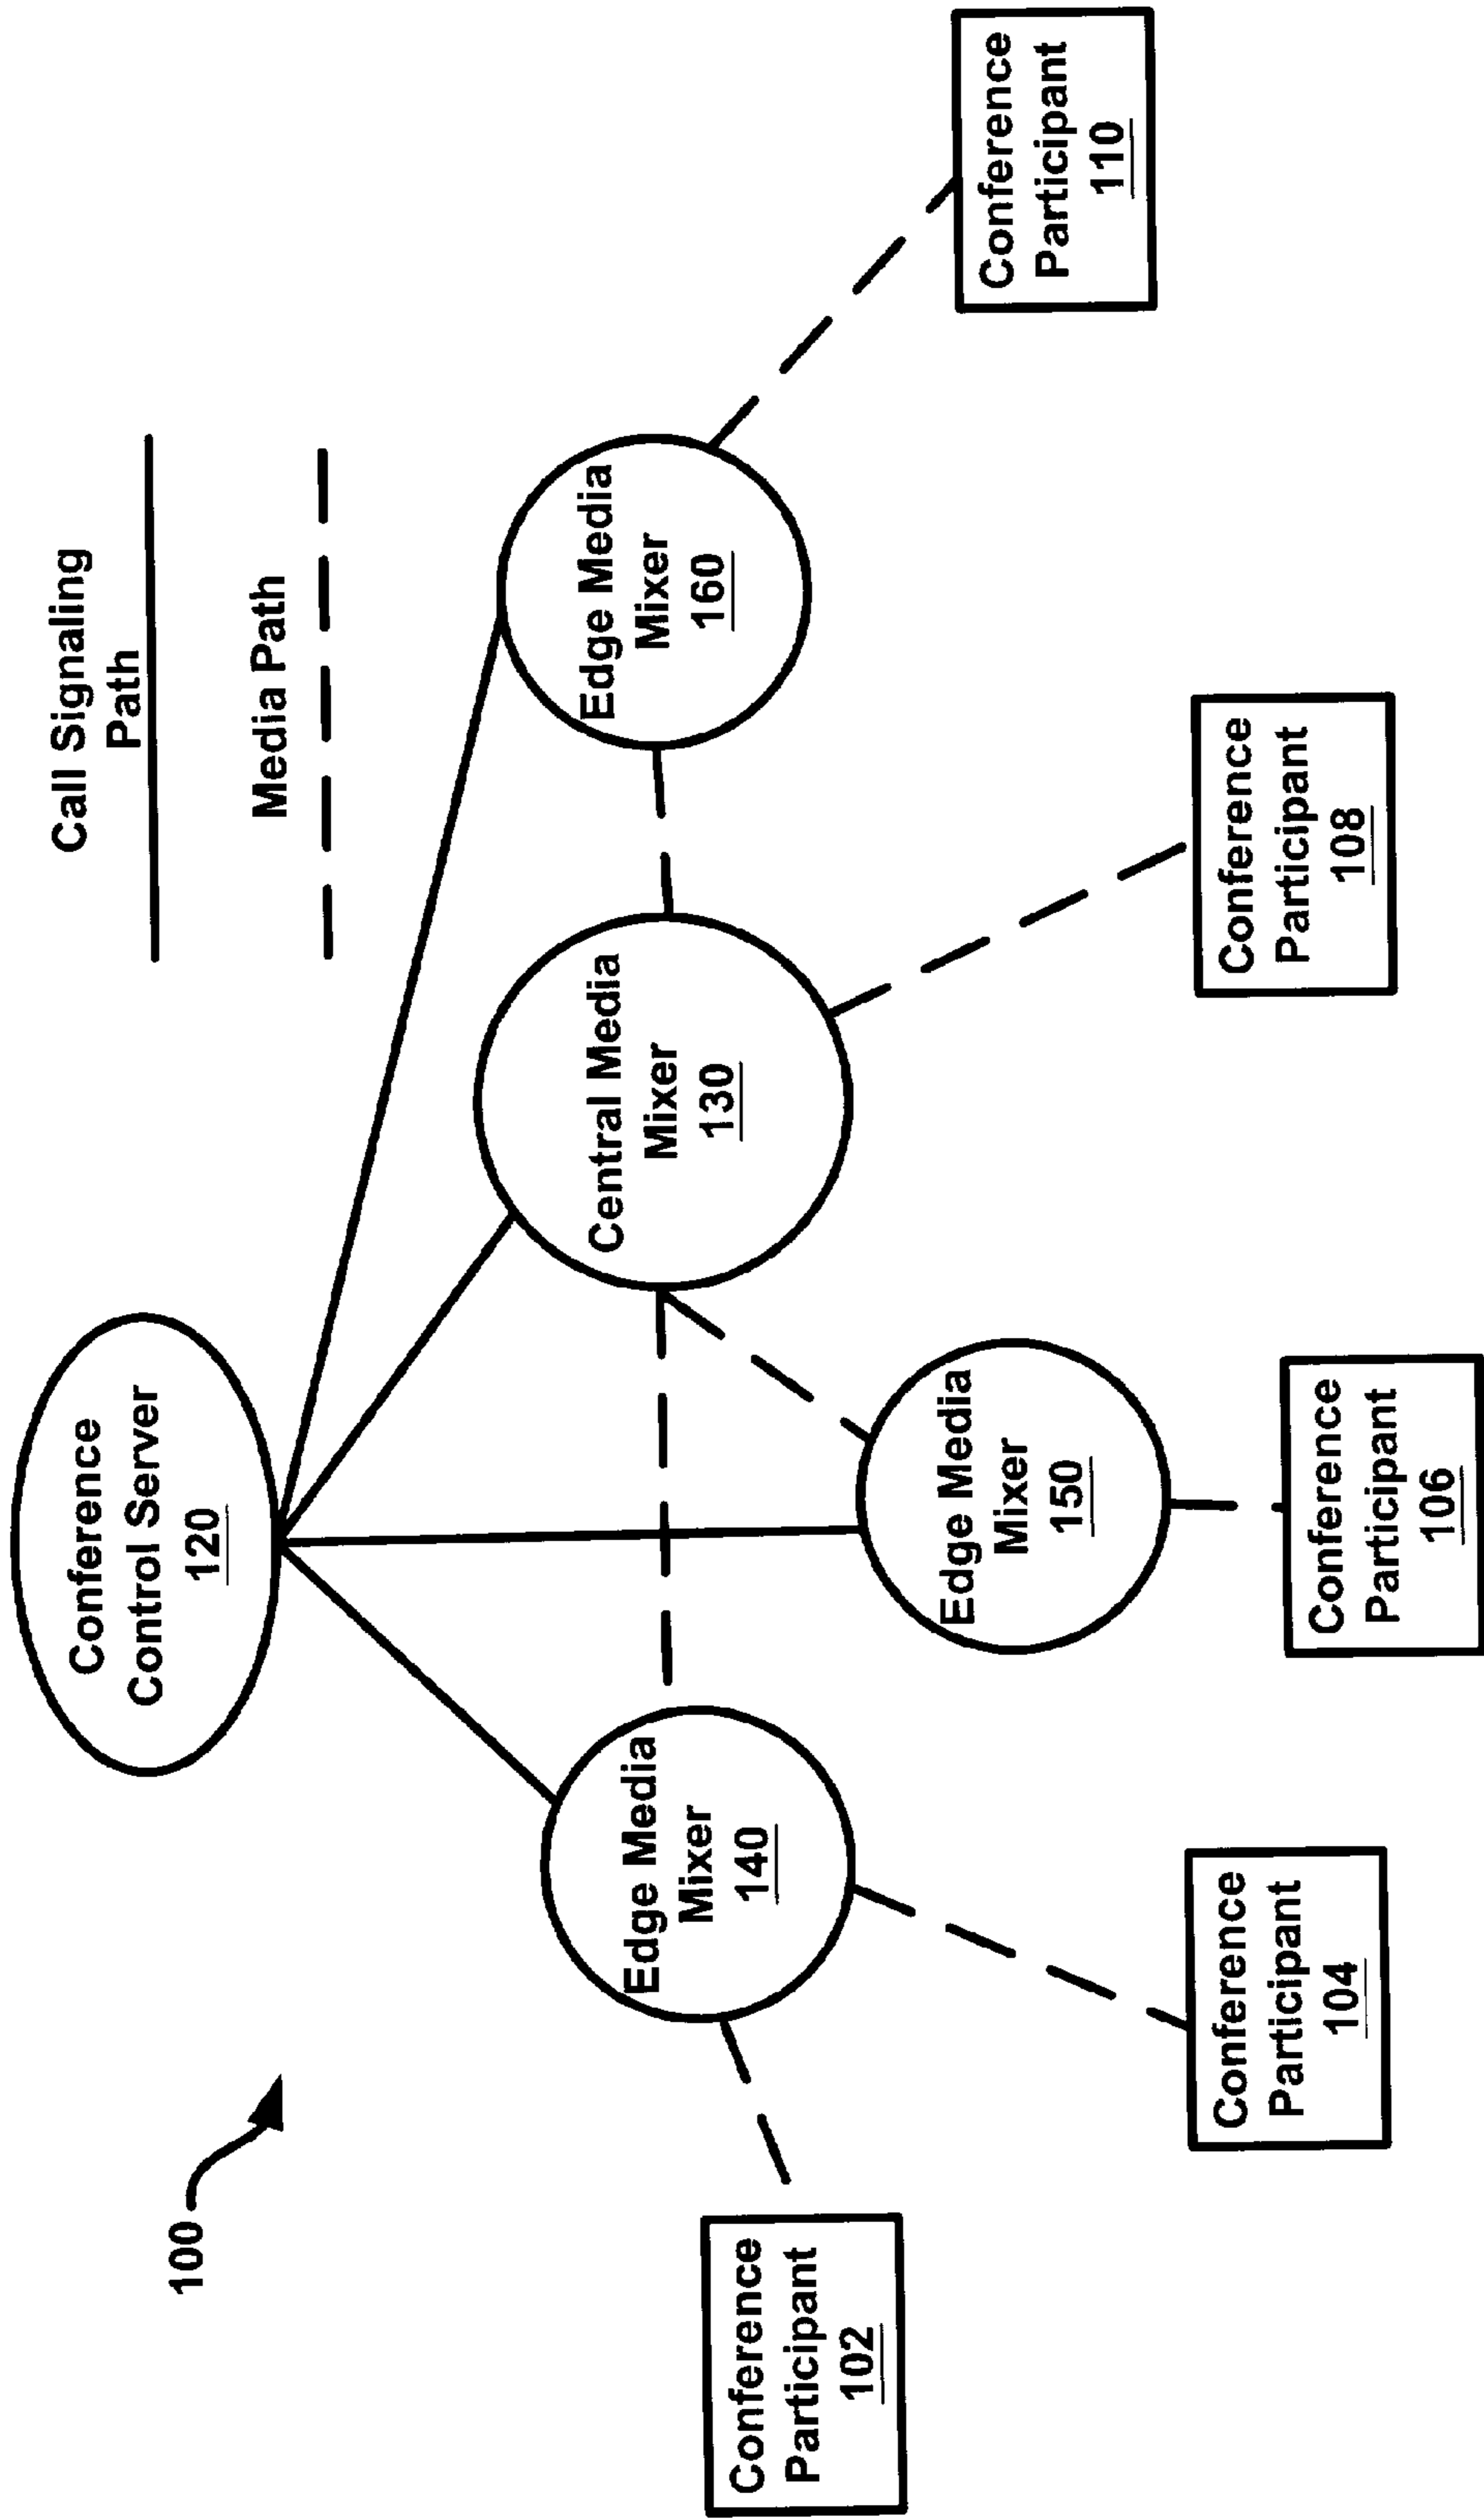 100
Conference
Control Server
120
Call Signaling
Path
Media Path
Edge Media
Mixer
140
Edge Media
Mixer
150
Central Media
Mixer
130
Edge Media
Mixer
160
Conference
Participant
102
Conference
Participant
104
Conference
Participant
106
Conference
Participant
108
Conference
Participant
110